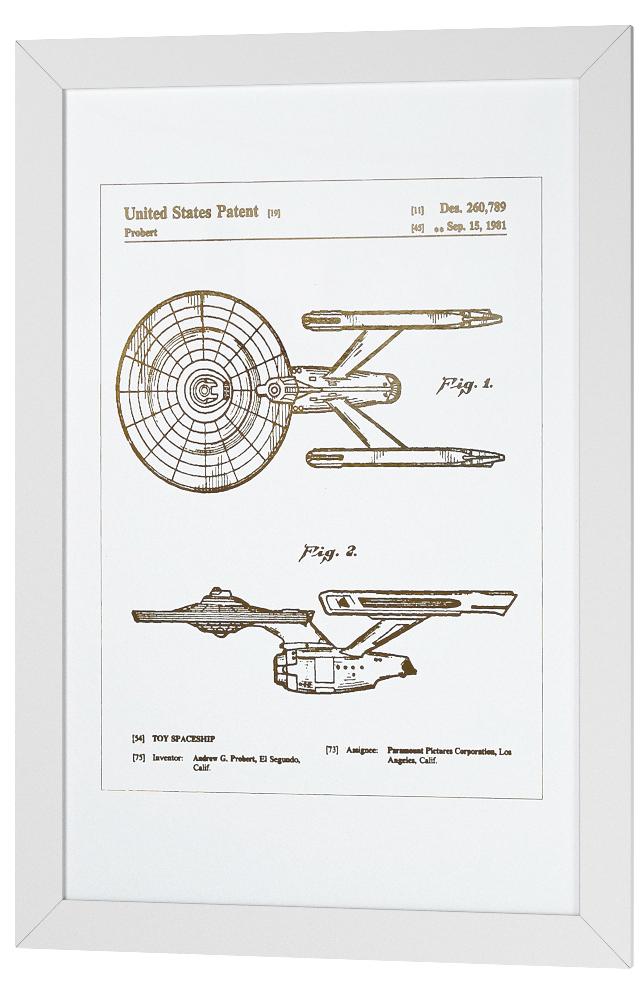 United States Patent [19]
Probert
[11] Des. 260,789
[45] ** Sep. 15, 1981
Fig. 1.
Fig. 2.
[54] TOY SPACESHIP
[75] Inventor: Andrew G. Probert, El Segundo,
Calif.
[73] Assignee: Paramount Pictures Corporation, Los
Angeles, Calif.